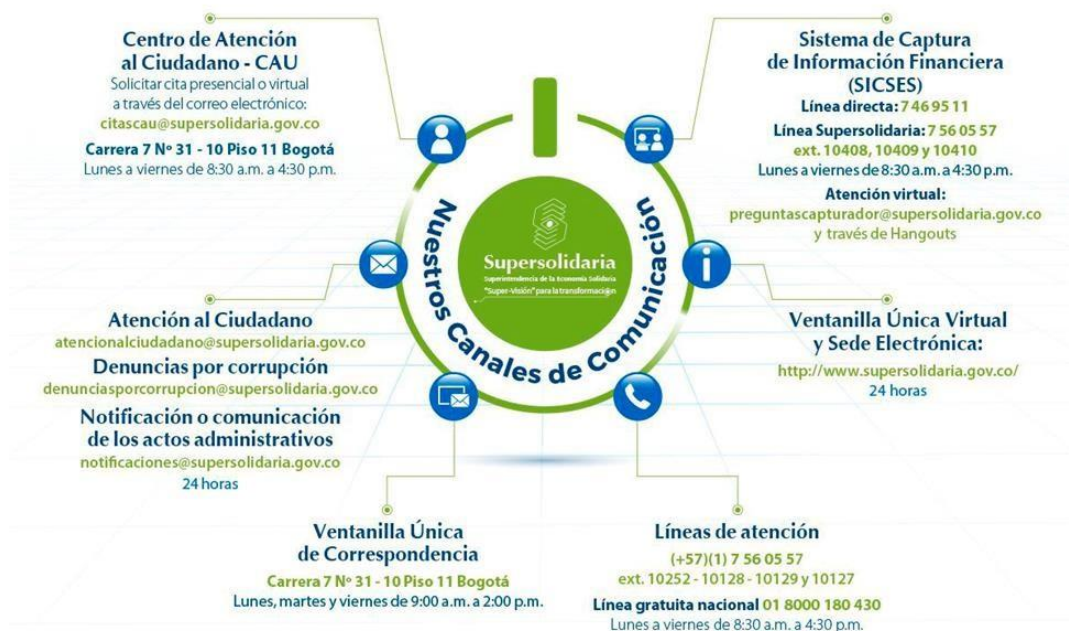 Centro de Atención
al Ciudadano - CAU
Solicitar cita presencial o virtual
a través del correo electrónico:
citascau@supersolidaria.gov.co
Carrera 7 Nº 31 - 10 Piso 11 Bogotá
Lunes a viernes de 8:30 a.m. a 4:30 p.m.
Sistema de Captura
de Información Financiera
(SICSES)
Línea directa: 7 46 95 11
Línea Supersolidaria: 7 56 05 57
ext. 10408, 10409 y 10410
Lunes a viernes de 8:30 a.m. a 4:30 p.m.
Atención virtual:
preguntascapturador@supersolidaria.gov.co
y través de Hangouts
Nuestros Canales de Comunicación
Supersolidaria
Superintendencia de la Economía Solidaria
"Super-Visión" para la transformación
Atención al Ciudadano
atencionalciudadano@supersolidaria.gov.co
Denuncias por corrupción
denunciasporcorrupcion@supersolidaria.gov.co
Notificación o comunicación
de los actos administrativos
notificaciones@supersolidaria.gov.co
24 horas
Ventanilla Única Virtual
y Sede Electrónica:
http://www.supersolidaria.gov.co/
24 horas
Ventanilla Única
de Correspondencia
Carrera 7 Nº 31 - 10 Piso 11 Bogotá
Lunes, martes y viernes de 9:00 a.m. a 2:00 p.m.
Líneas de atención
(+57)(1) 7 56 05 57
ext. 10252 - 10128 - 10129 y 10127
Línea gratuita nacional 01 8000 180 430
Lunes a viernes de 8:30 a.m. a 4:30 p.m.